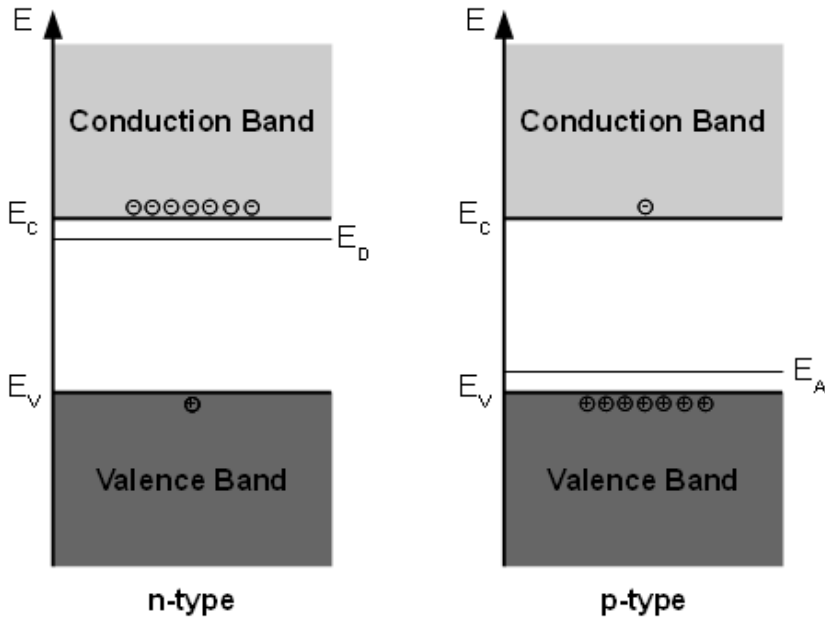 E
Conduction Band
E_C
E_D
E_V
Valence Band
n-type
E
Conduction Band
E_C
E_A
E_V
Valence Band
p-type